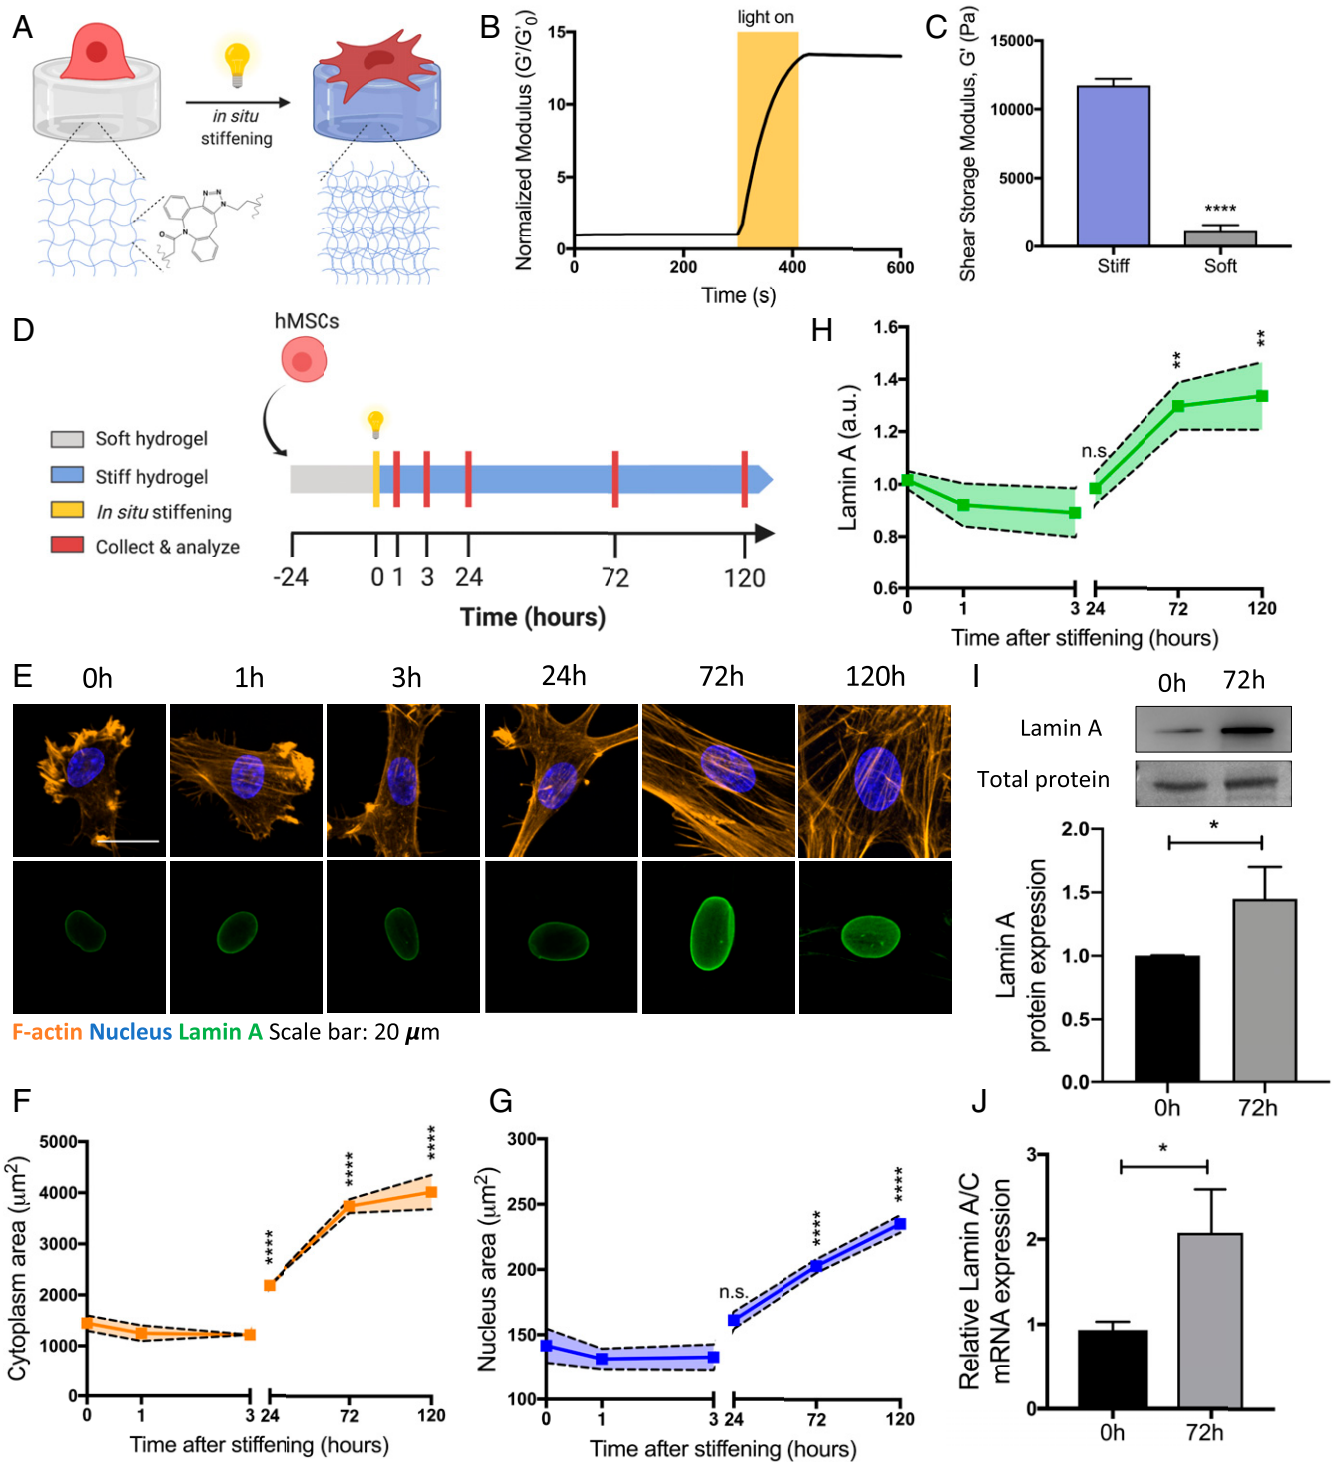 A
in situ
stiffening
N
N
N
N
O
B
light on
Normalized Modulus (G'/G'0)
15
10
5
0
0
200
400
600
Time (s)
C
Shear Storage Modulus, G' (Pa)
15000
10000
5000
0
****
Stiff
Soft
D
hMSCs
Soft hydrogel
Stiff hydrogel
In situ stiffening
Collect & analyze
-24
0
1
3
24
72
120
Time (hours)
H
Lamin A (a.u.)
1.6
1.4
1.2
1.0
0.8
0.6
n.s.
**
**
0
1
3
24
72
120
Time after stiffening (hours)
E
0h
1h
3h
24h
72h
120h
F-actin Nucleus Lamin A Scale bar: 20 µm
I
0h
72h
Lamin A
Total protein
Lamin A
protein expression
2.0
1.5
1.0
0.5
0.0
*
0h
72h
F
Cytoplasm area (µm2)
5000
4000
3000
2000
1000
0
****
****
****
0
1
3
24
72
120
Time after stiffening (hours)
G
Nucleus area (µm2)
300
250
200
150
100
n.s.
****
****
0
1
3
24
72
120
Time after stiffening (hours)
J
Relative Lamin A/C
mRNA expression
3
2
1
0
*
0h
72h